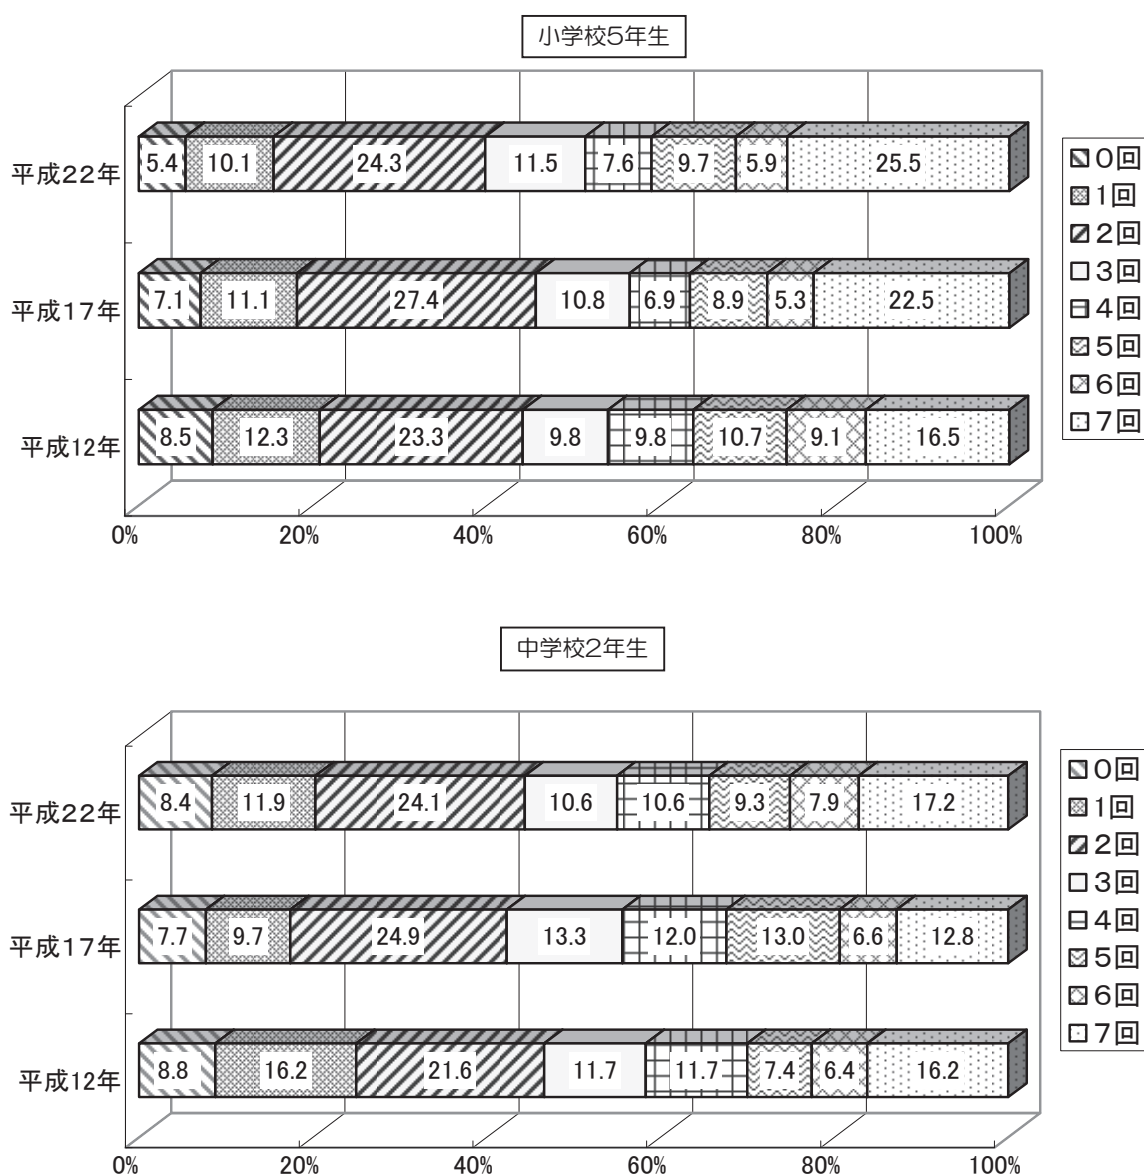 小学校5年生
平成22年 5.4 10.1 24.3 11.5 7.6 9.7 5.9 25.5
平成17年 7.1 11.1 27.4 10.8 6.9 8.9 5.3 22.5
平成12年 8.5 12.3 23.3 9.8 9.8 10.7 9.1 16.5
0% 20% 40% 60% 80% 100%
0回
1回
2回
3回
4回
5回
6回
7回
中学校2年生
平成22年 8.4 11.9 24.1 10.6 10.6 9.3 7.9 17.2
平成17年 7.7 9.7 24.9 13.3 12.0 13.0 6.6 12.8
平成12年 8.8 16.2 21.6 11.7 11.7 7.4 6.4 16.2
0% 20% 40% 60% 80% 100%
0回
1回
2回
3回
4回
5回
6回
7回